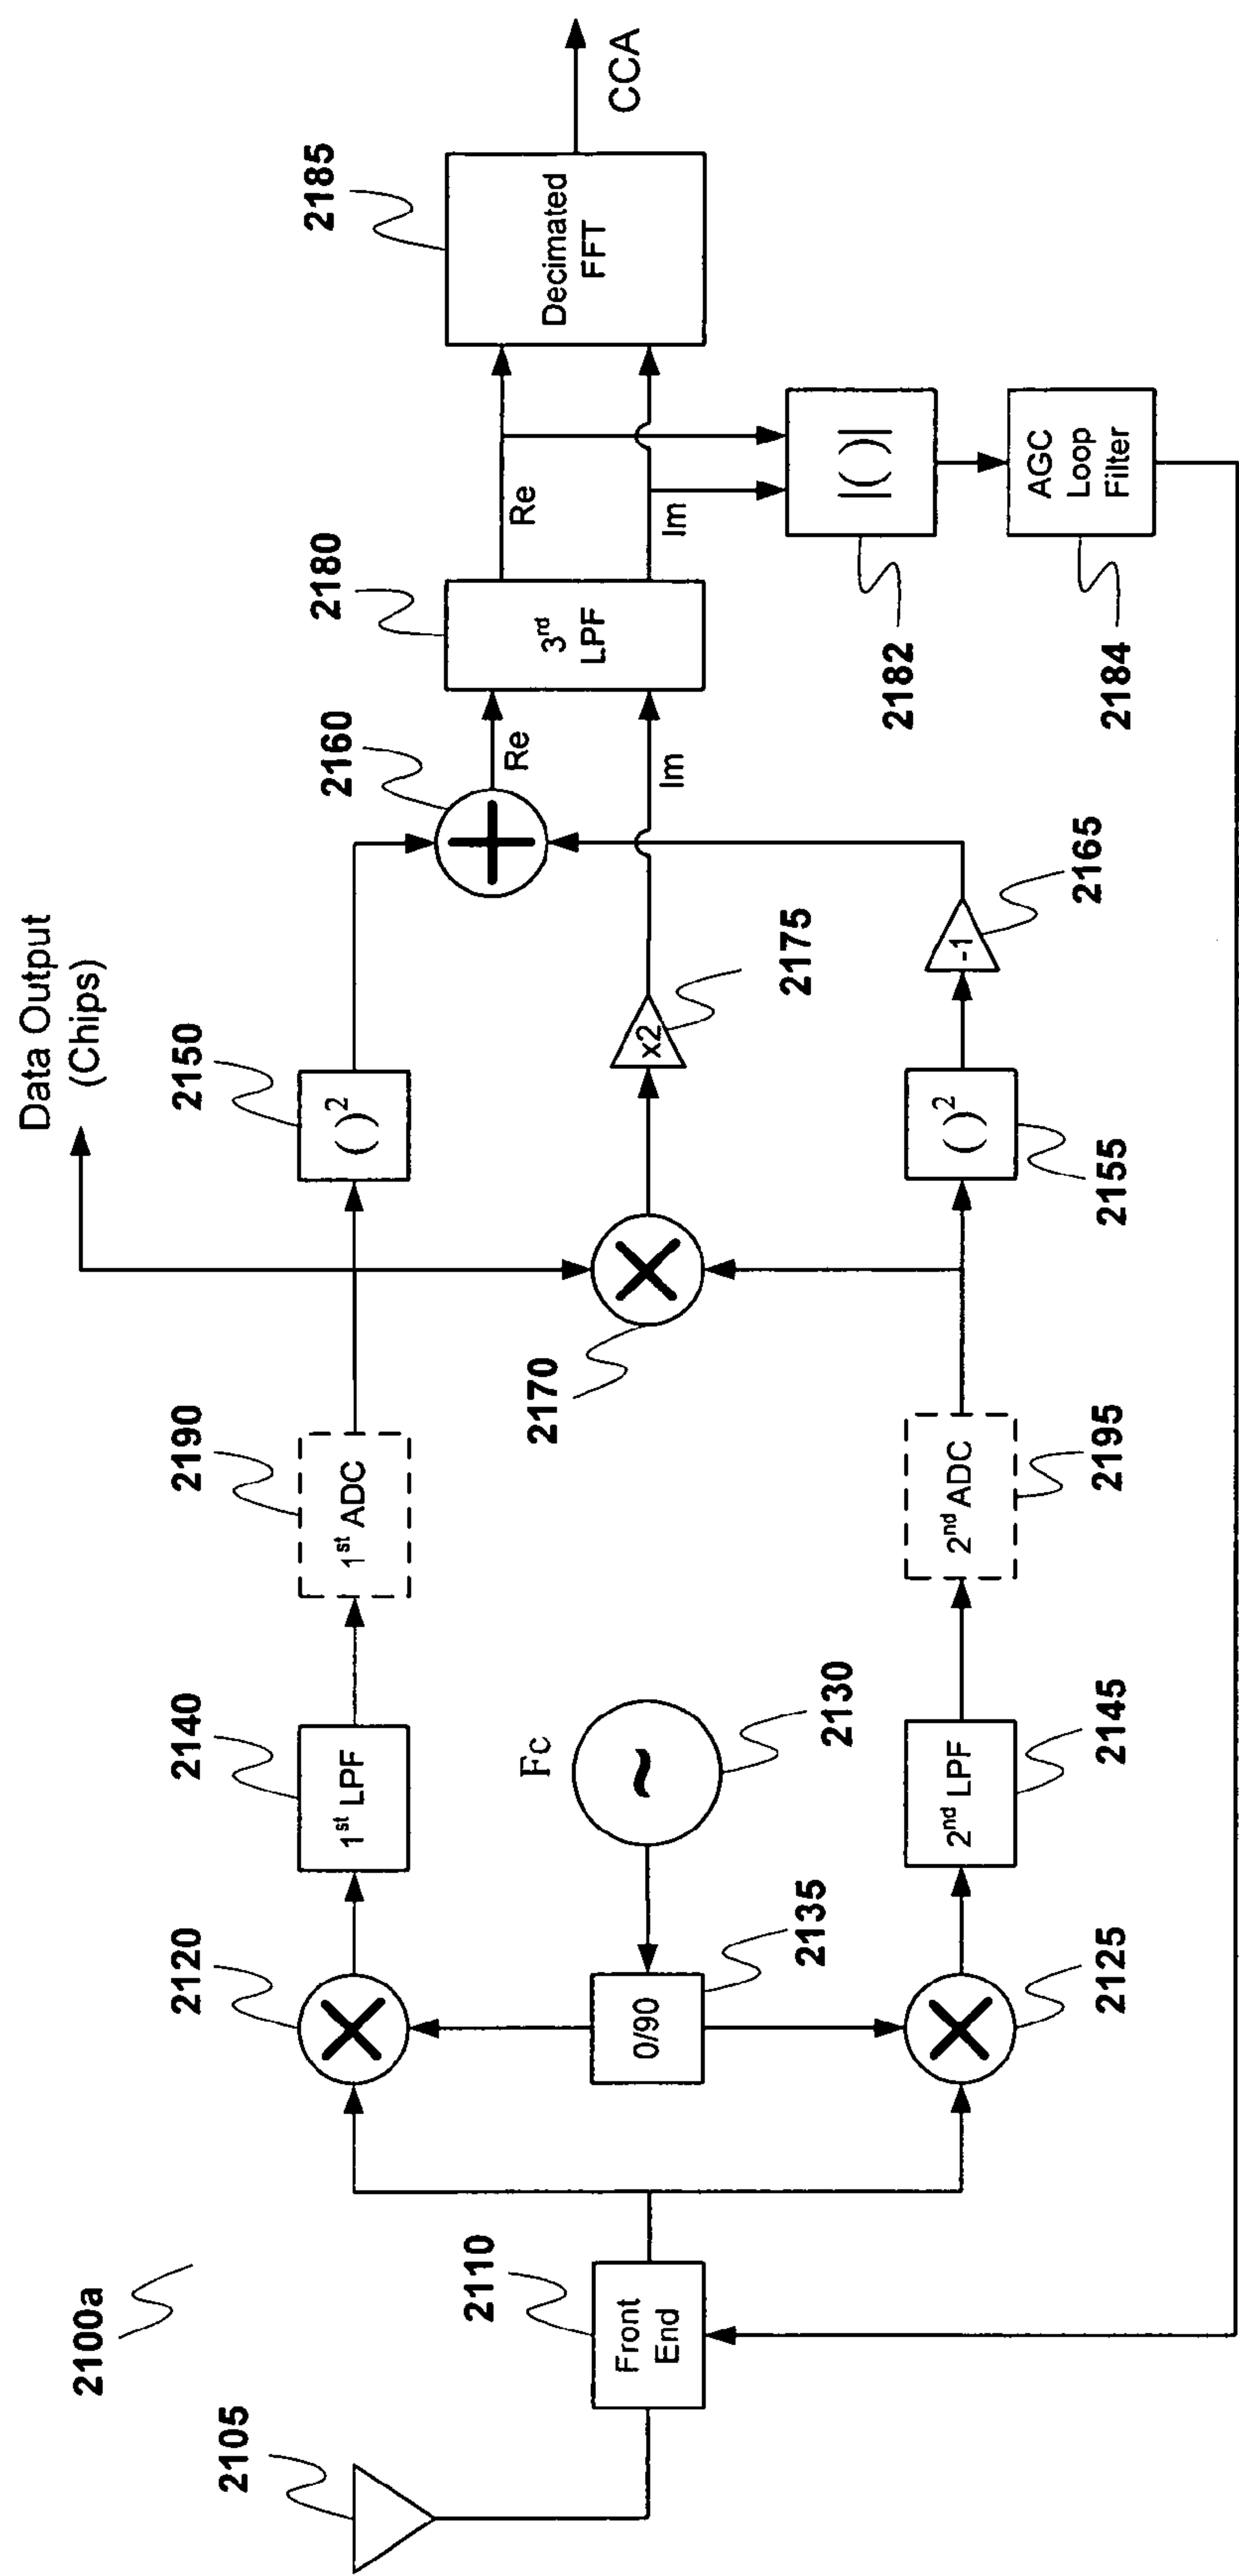 2100a
2105
2110
Front
End
2120
2125
2135
0/90
2130
Fc
~
2140
1st LPF
2145
2nd LPF
2190
1st ADC
2195
2nd ADC
Data Output
(Chips)
2170
2150
( )2
2155
( )2
2175
x2
2165
-1
2160
Re
Im
2180
3rd
LPF
Re
Im
2182
|( )|
2184
AGC
Loop
Filter
2185
Decimated
FFT
CCA